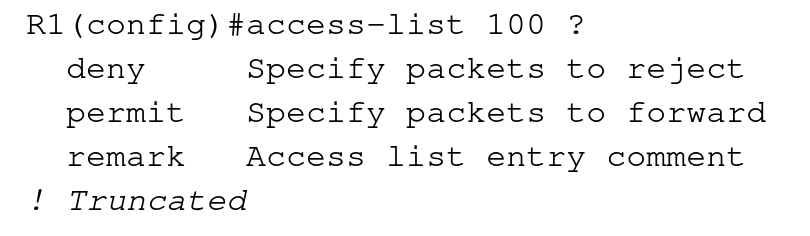 R1(config)#access-list 100 ?
deny Specify packets to reject
permit Specify packets to forward
remark Access list entry comment
! Truncated